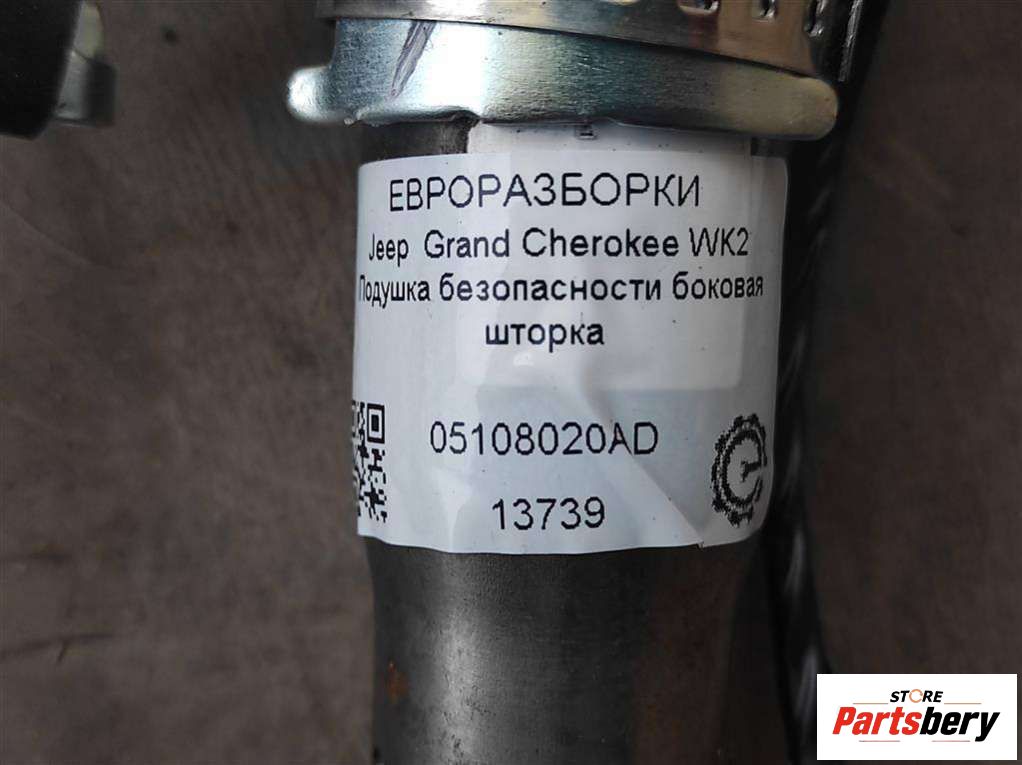 ЕВРОРАЗБОРКИ
Jeep Grand Cherokee WK2
Подушка безопасности боковая
шторка
05108020AD
13739
STORE
Partsbery